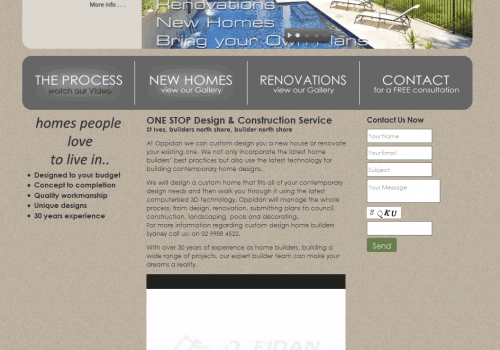 More info . . .
Renovations
New Homes
Bring your Own Plans
THE PROCESS
watch our Video
NEW HOMES
view our Gallery
RENOVATIONS
view our Gallery
CONTACT
for a FREE consultation
homes people
love
to live in..
Designed to your budget
Concept to completion
Quality workmanship
Unique designs
30 years experience
ONE STOP Design & Construction Service
St Ives, builders north shore, builder north shore
At Oppidan we can custom design you a new house or renovate
your existing one. We not only incorporate the latest home
builders' best practices but also use the latest technology for
building contemporary home designs.
We will design a custom home that fits all of your contemporary
design needs and then walk you through it using the latest
computerised 3D technology. Oppidan will manage the whole
process, from design, renovation, submitting plans to council,
construction, landscaping, pools and decorating.
For more information regarding custom design home builders
Sydney call us: on 02 9988 4522.
With over 30 years of experience as home builders, building a
wide range of projects, our expert builder team can make your
dreams a reality.
OPPIDAN
Contact Us Now
Your Name
Your Email
Subject
Your Message
Send